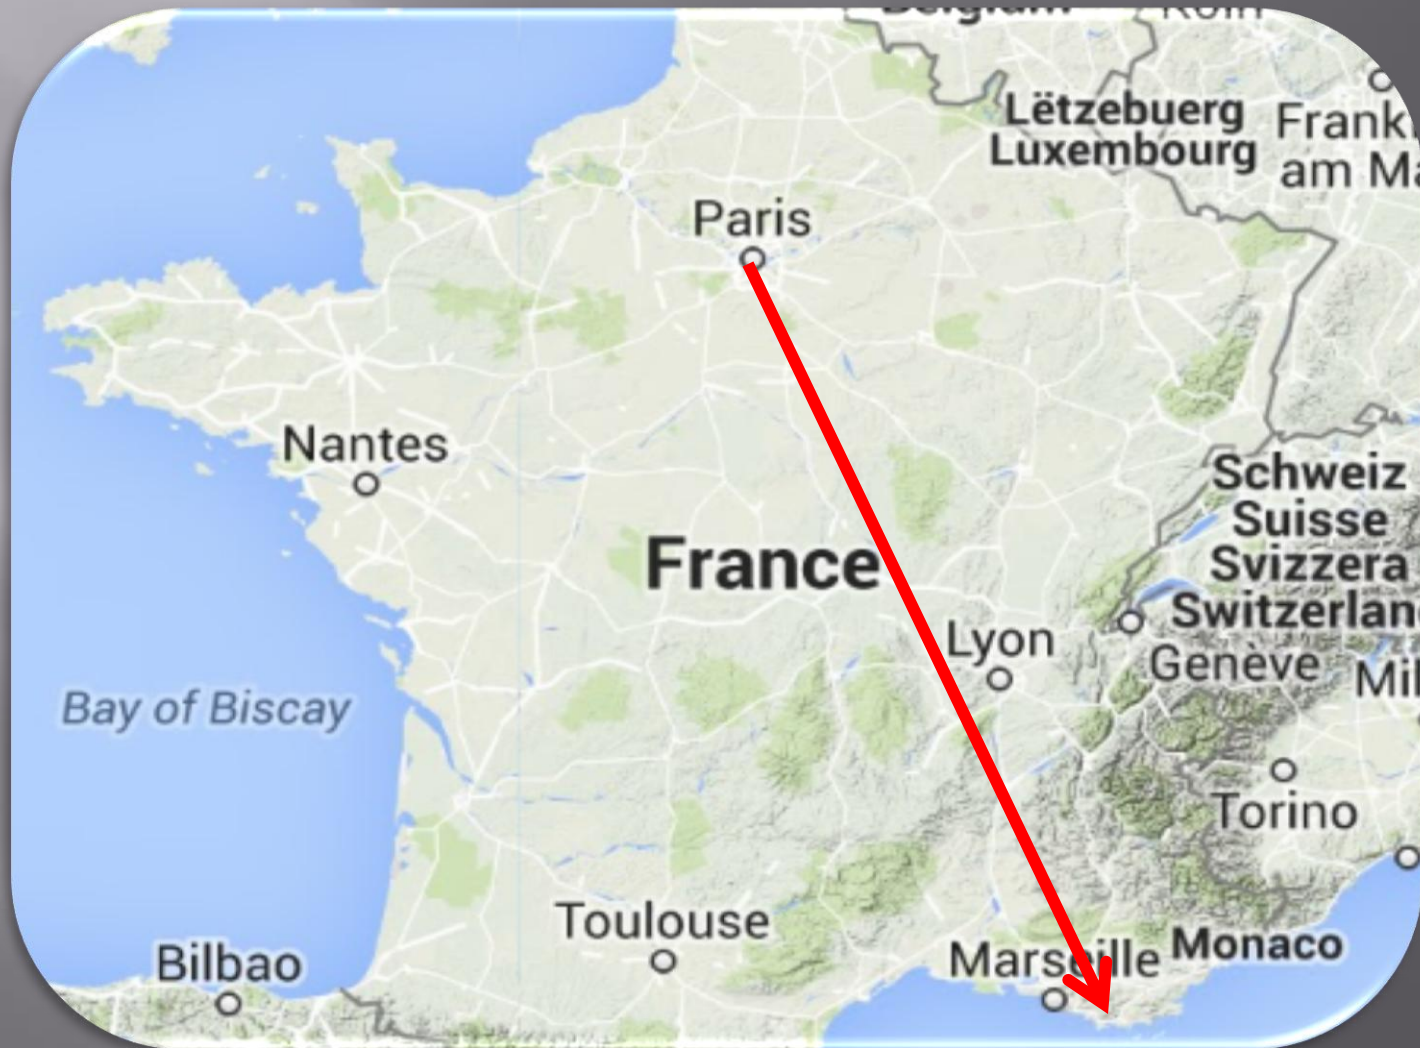 Lëtzebuerg
Luxembourg
Frank
am Ma
Paris
Nantes
France
Schweiz
Suisse
Svizzera
Switzerlan
Lyon
Genève
Mil
Bay of Biscay
Torino
Toulouse
Marseille
Monaco
Bilbao